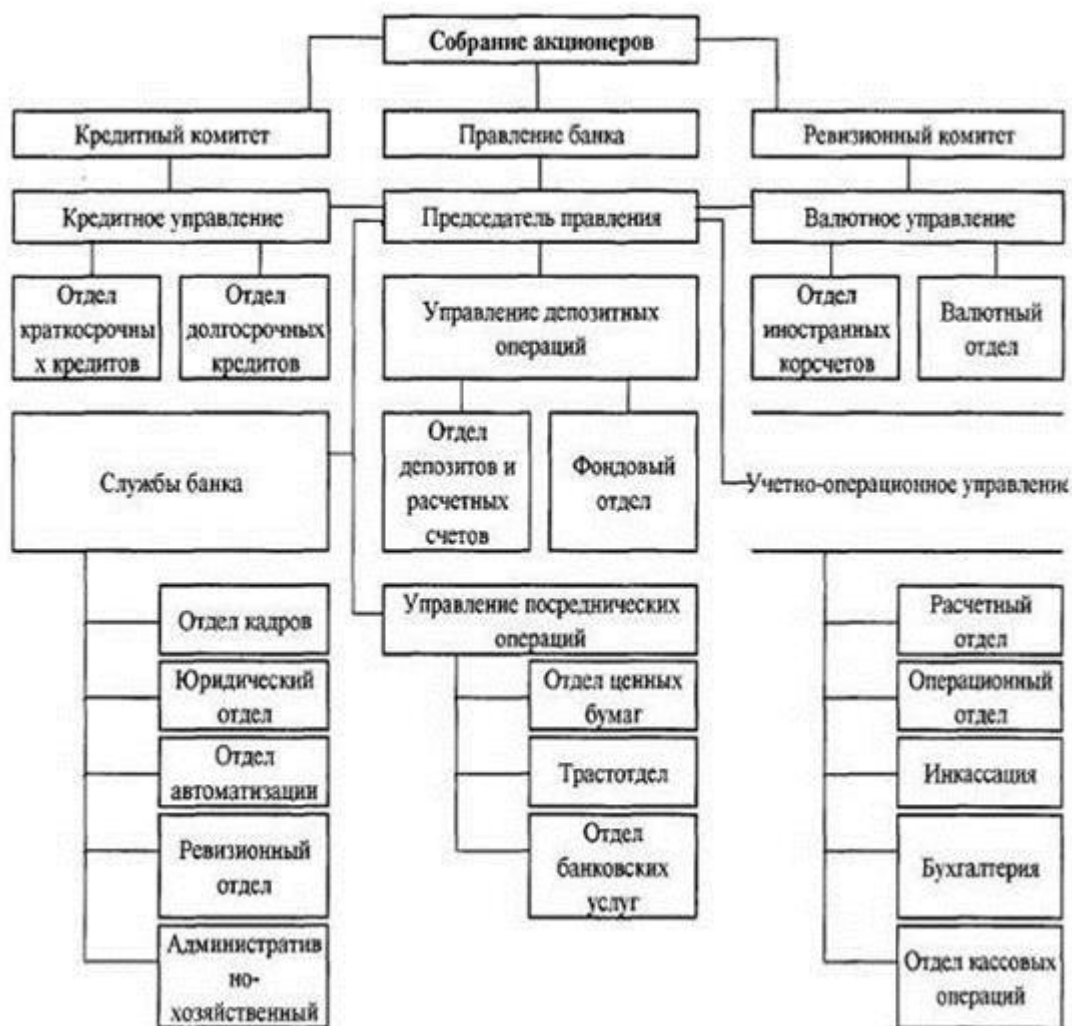 Собрание акционеров
Кредитный комитет
Правление банка
Ревизионный комитет
Кредитное управление
Председатель правления
Валютное управление
Отдел
краткосрочны
х кредитов
Отдел
долгосрочных
кредитов
Управление депозитных
операций
Отдел
иностранных
корсчетов
Валютный
отдел
Службы банка
Отдел
депозитов и
расчетных
счетов
Фондовый
отдел
Учетно-операционное управление
Отдел кадров
Юридический
отдел
Отдел
автоматизации
Ревизионный
отдел
Административ
но-
хозяйственный
Управление посреднических
операций
Отдел ценных
бумаг
Трастотдел
Отдел
банковских
услуг
Расчетный
отдел
Операционный
отдел
Инкассация
Бухгалтерия
Отдел кассовых
операций